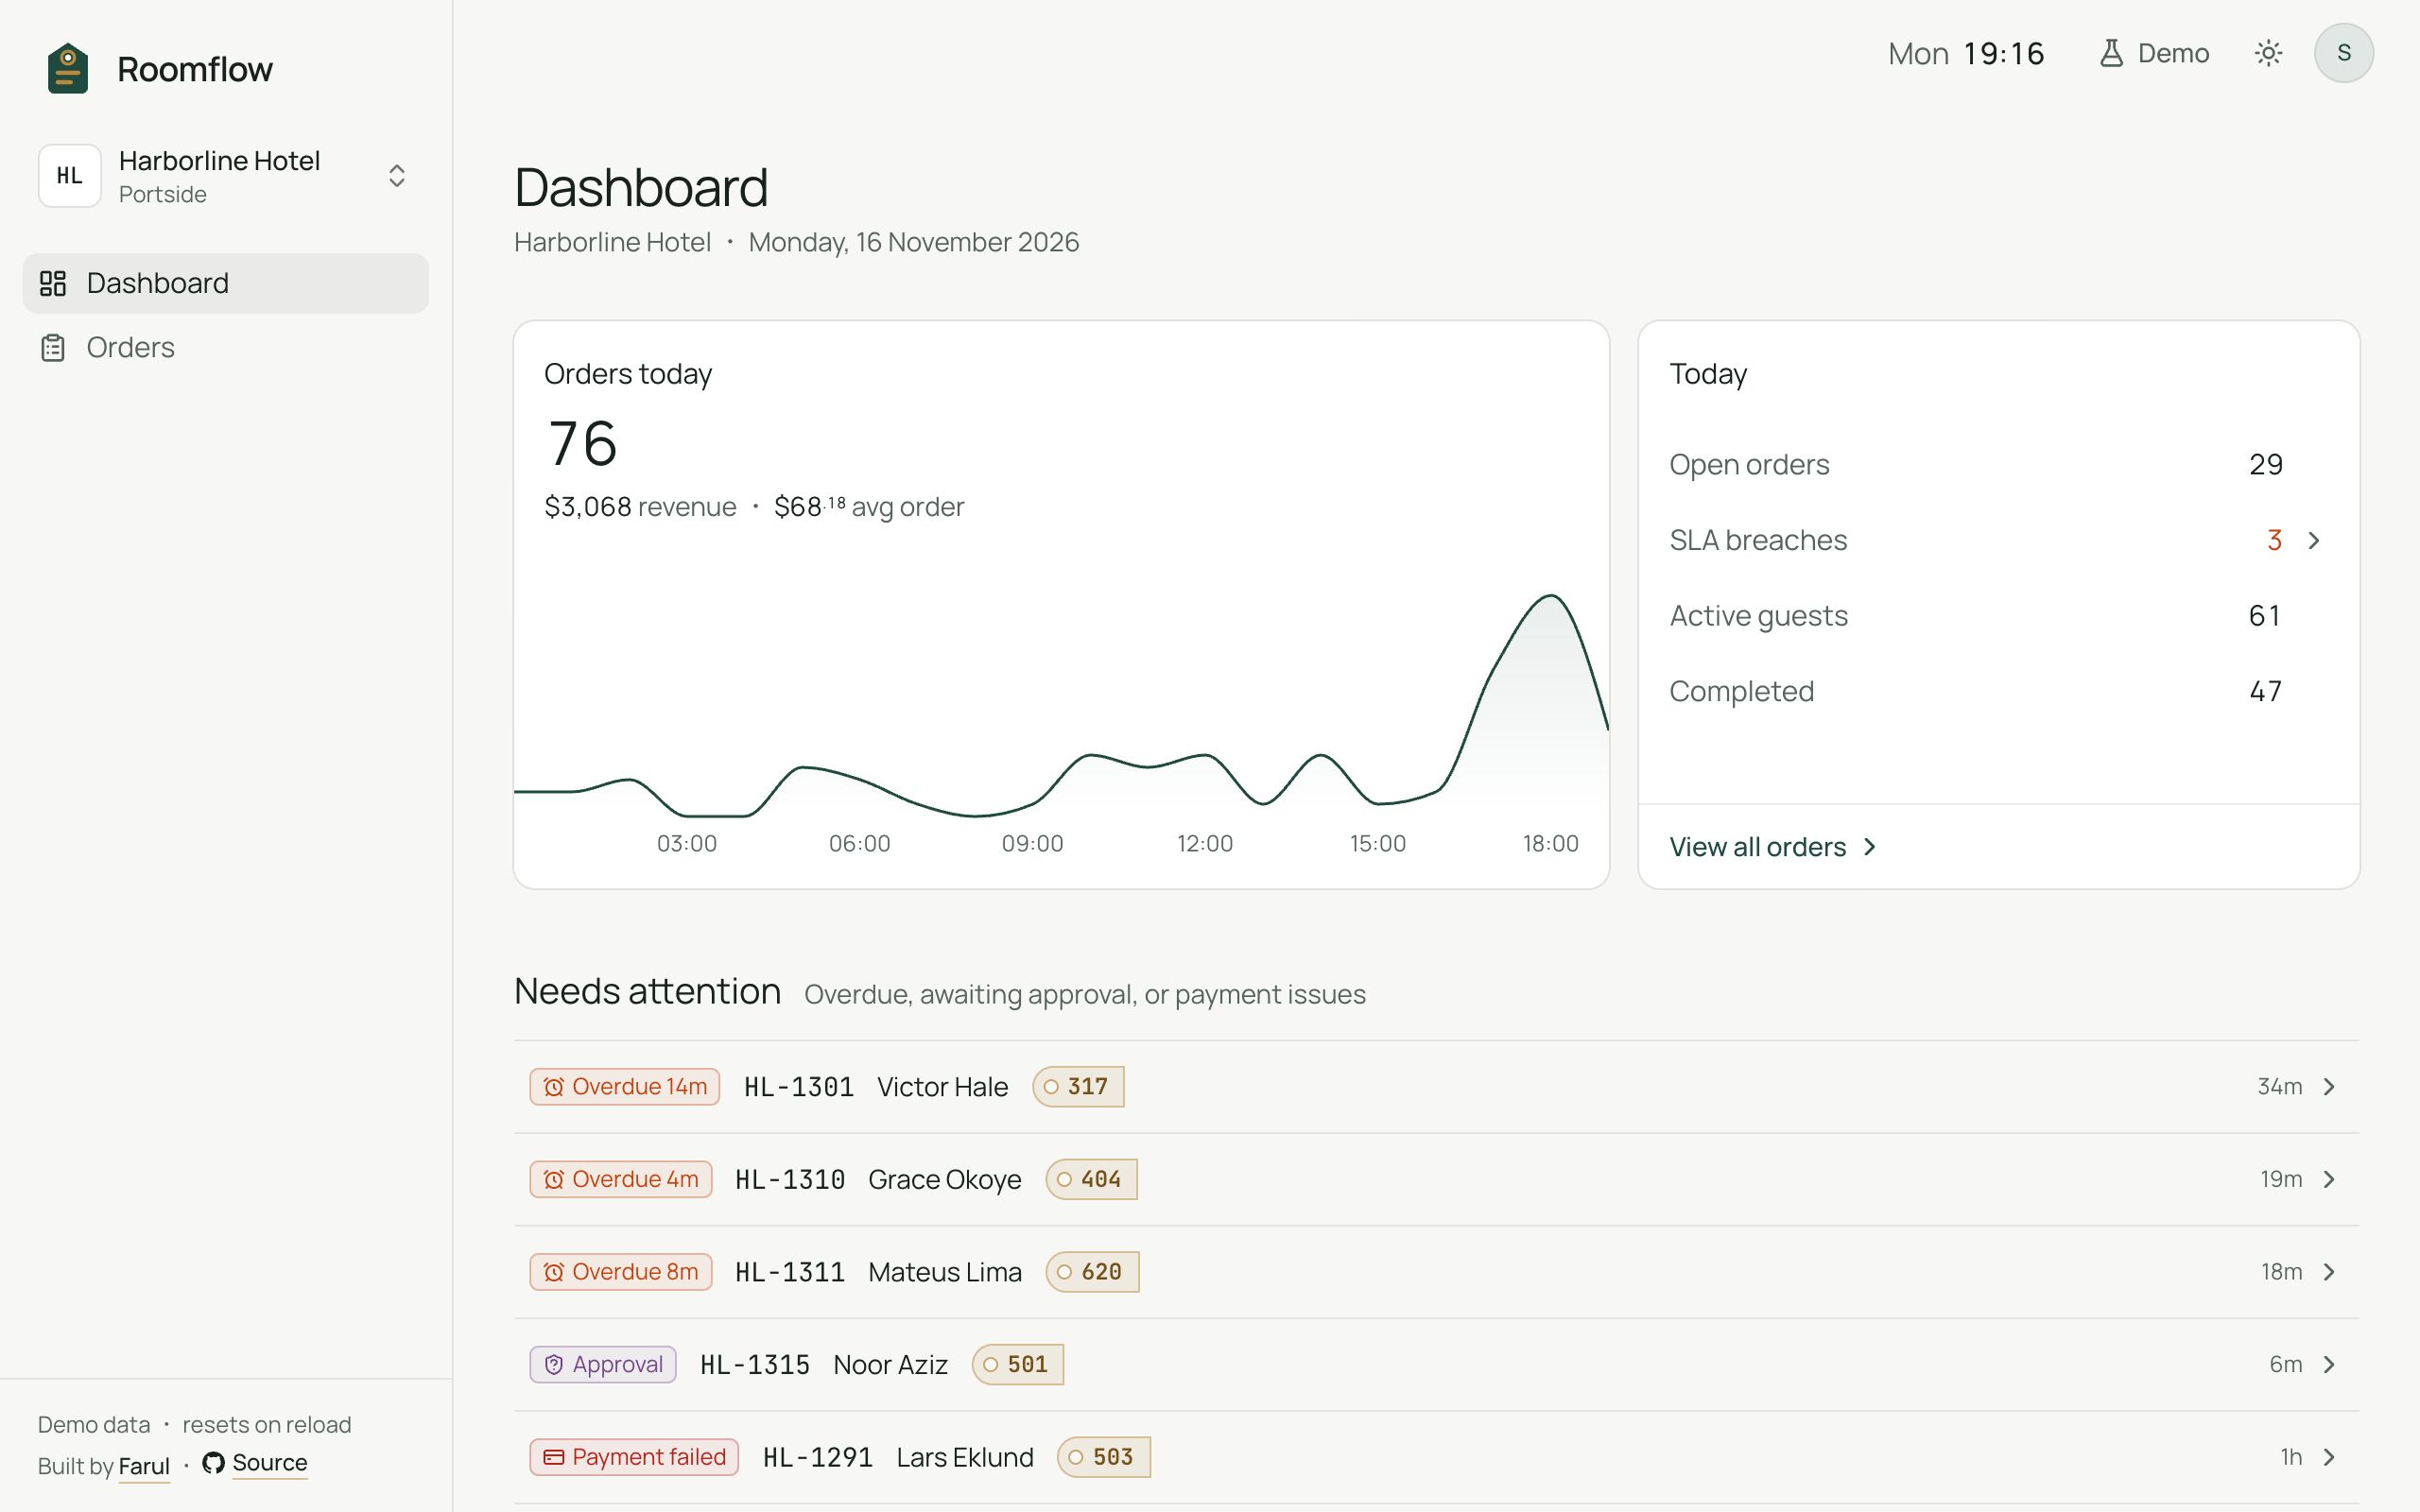 Roomflow
HL
Harborline Hotel
Portside
Dashboard
Orders
Demo data · resets on reload
Built by Farul · Source
Mon 19:16
Demo
S
Dashboard
Harborline Hotel · Monday, 16 November 2026
Orders today
76
$3,068 revenue · $68.18 avg order
03:00 06:00 09:00 12:00 15:00 18:00
Today
Open orders 29
SLA breaches 3
Active guests 61
Completed 47
View all orders
Needs attention Overdue, awaiting approval, or payment issues
Overdue 14m HL-1301 Victor Hale 317 34m
Overdue 4m HL-1310 Grace Okoye 404 19m
Overdue 8m HL-1311 Mateus Lima 620 18m
Approval HL-1315 Noor Aziz 501 6m
Payment failed HL-1291 Lars Eklund 503 1h